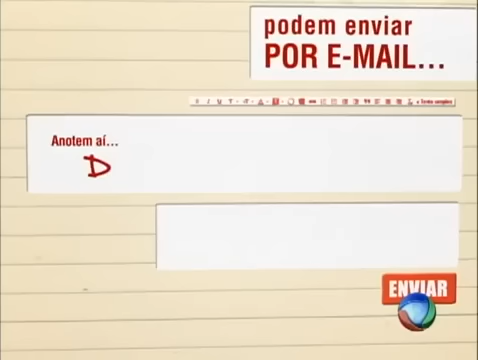 podem enviar
POR E-MAIL...
Anotem aí...
D
ENVIAR